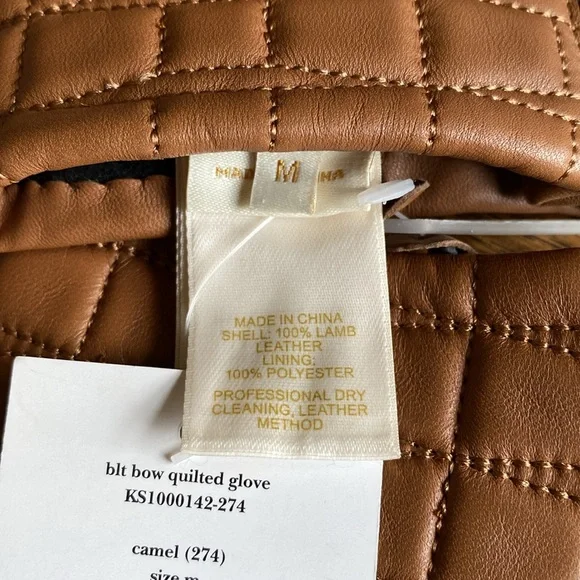 M
MADE IN CHINA
SHELL: 100% LAMB
LEATHER
LINING:
100% POLYESTER
PROFESSIONAL DRY
CLEANING, LEATHER
METHOD
blt bow quilted glove
KS1000142-274
camel (274)
size m